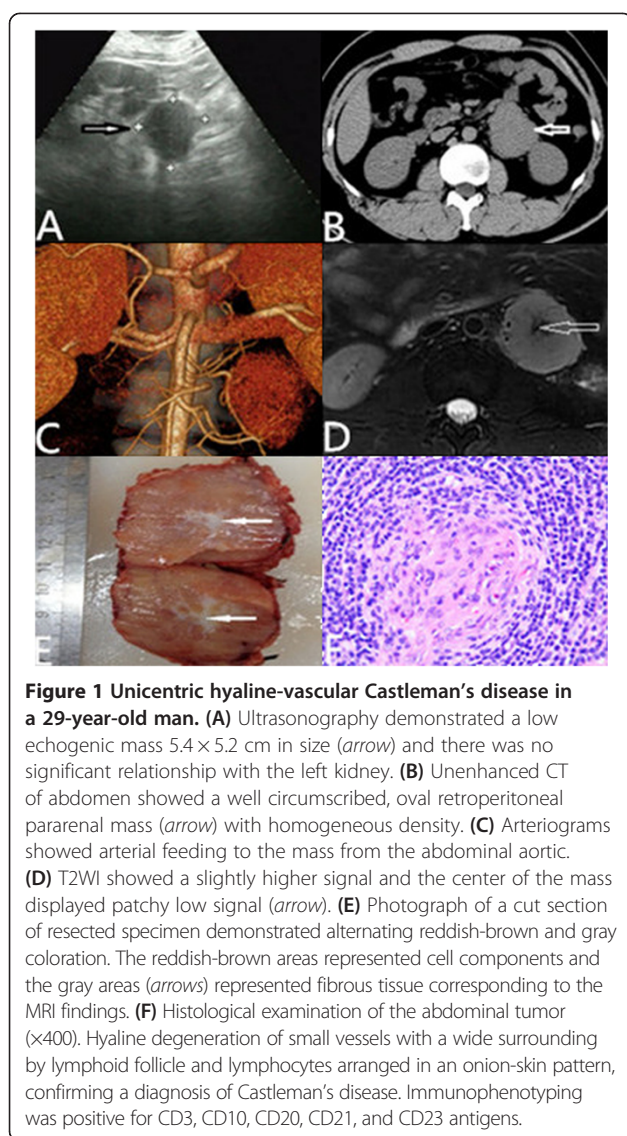 A
B
C
D
E
F
Figure 1 Unicentric hyaline-vascular Castleman's disease in
a 29-year-old man. (A) Ultrasonography demonstrated a low
echogenic mass 5.4 × 5.2 cm in size (arrow) and there was no
significant relationship with the left kidney. (B) Unenhanced CT
of abdomen showed a well circumscribed, oval retroperitoneal
pararenal mass (arrow) with homogeneous density. (C) Arteriograms
showed arterial feeding to the mass from the abdominal aortic.
(D) T2WI showed a slightly higher signal and the center of the mass
displayed patchy low signal (arrow). (E) Photograph of a cut section
of resected specimen demonstrated alternating reddish-brown and gray
coloration. The reddish-brown areas represented cell components and
the gray areas (arrows) represented fibrous tissue corresponding to the
MRI findings. (F) Histological examination of the abdominal tumor
(×400). Hyaline degeneration of small vessels with a wide surrounding
by lymphoid follicle and lymphocytes arranged in an onion-skin pattern,
confirming a diagnosis of Castleman's disease. Immunophenotyping
was positive for CD3, CD10, CD20, CD21, and CD23 antigens.